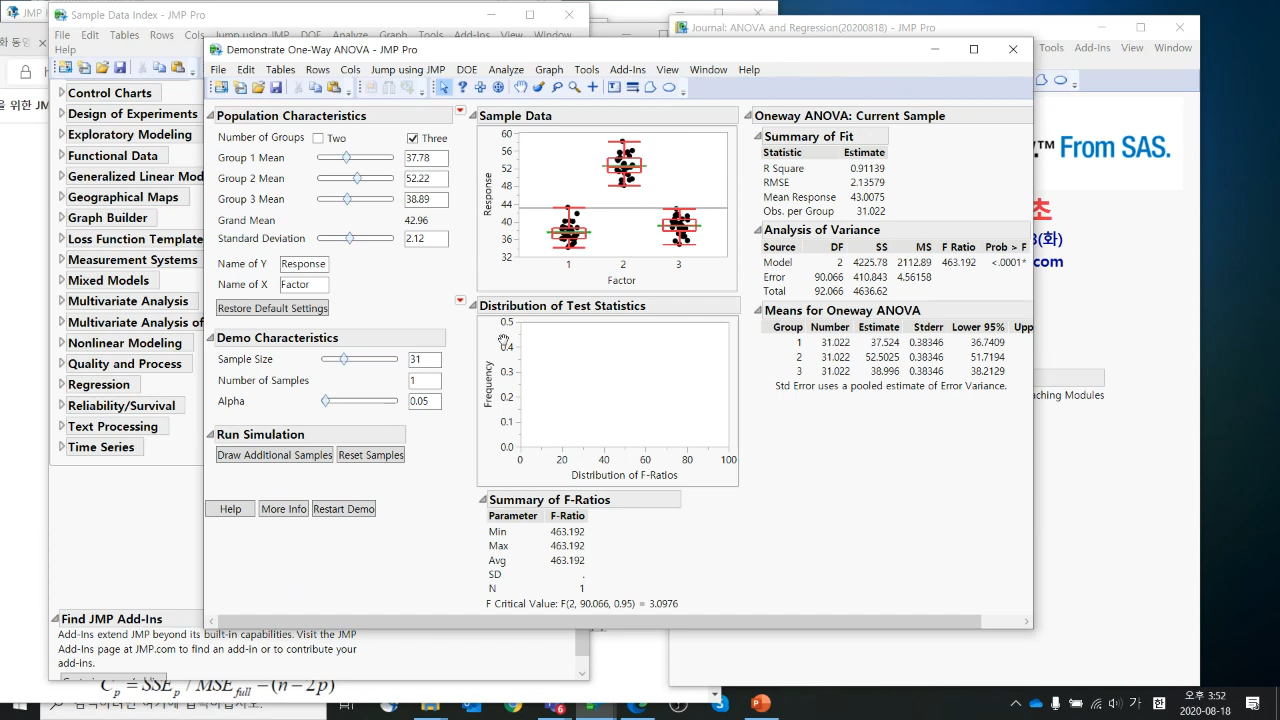 JMP
Sample Data Index - JMP Pro
File Edit Tables Rows Cols
Help
Journal: ANOVA and Regression(20200818) - JMP Pro
Tools Add-Ins View Window
Control Charts
Design of Experiments
Exploratory Modeling
Functional Data
Generalized Linear Mod
Geographical Maps
Graph Builder
Loss Function Template
Measurement Systems
Mixed Models
Multivariate Analysis
Multivariate Analysis of
Nonlinear Modeling
Quality and Process
Regression
Reliability/Survival
Text Processing
Time Series
Find JMP Add-Ins
Add-Ins extend JMP beyond its built-in capabilities. Visit the JMP
Add-Ins page at JMP.com to find an add-in or to contribute your
add-ins.
Demonstrate One-Way ANOVA - JMP Pro
File Edit Tables Rows Cols Jump using JMP DOE Analyze Graph Tools Add-Ins View Window Help
Population Characteristics
Number of Groups Two Three
Group 1 Mean 37.78
Group 2 Mean 52.22
Group 3 Mean 38.89
Grand Mean 42.96
Standard Deviation 2.12
Name of Y Response
Name of X Factor
Restore Default Settings
Demo Characteristics
Sample Size 31
Number of Samples 1
Alpha 0.05
Run Simulation
Draw Additional Samples Reset Samples
Help More Info Restart Demo
Sample Data
Response
60
56
52
48
44
40
36
32
1 2 3
Factor
Distribution of Test Statistics
Frequency
0.5
0.4
0.3
0.2
0.1
0.0
0 20 40 60 80 100
Distribution of F-Ratios
Summary of F-Ratios
Parameter F-Ratio
Min 463.192
Max 463.192
Avg 463.192
SD .
N 1
F Critical Value: F(2, 90.066, 0.95) = 3.0976
Oneway ANOVA: Current Sample
Summary of Fit
Statistic Estimate
R Square 0.91139
RMSE 2.13579
Mean Response 43.0075
Obs. per Group 31.022
Analysis of Variance
Source DF SS MS F Ratio Prob > F
Model 2 4225.78 2112.89 463.192 <.0001*
Error 90.066 410.843 4.56158
Total 92.066 4636.62
Means for Oneway ANOVA
Group Number Estimate Stderr Lower 95% Upp
1 31.022 37.524 0.38346 36.7409
2 31.022 52.5025 0.38346 51.7194
3 31.022 38.996 0.38346 38.2129
Std Error uses a pooled estimate of Error Variance.
™ From SAS.
초
(화)
.com
aching Modules
을 위한 JM
Cp = SSEp / MSEfull − (n − 2p)
오후 3:52
2020-08-18